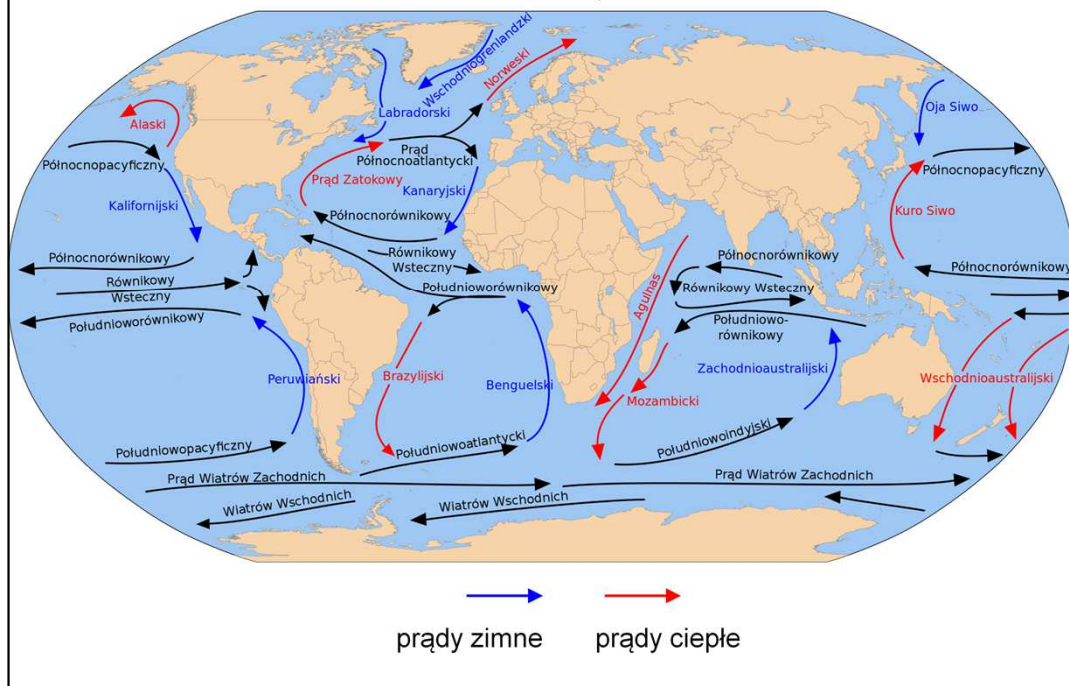 Wschodniogrenlandzki
Norweski
Labradorski
Oja Siwo
Alaski
Prąd
Północnoatlantycki
Północnopacyficzny
Północnopacyficzny
Prąd Zatokowy
Kanaryjski
Kalifornijski
Kuro Siwo
Północnorównikowy
Północnorównikowy
Równikowy
Wsteczny
Północnorównikowy
Północnorównikowy
Równikowy
Wsteczny
Południoworównikowy
Południoworównikowy
Równikowy Wsteczny
Południowo-
równikowy
Agulhas
Peruwiański
Brazylijski
Benguelski
Mozambicki
Zachodnioaustralijski
Wschodnioaustralijski
Południowopacyficzny
Południowoatlantycki
Południowoindyjski
Prąd Wiatrów Zachodnich
Prąd Wiatrów Zachodnich
Wiatrów Wschodnich
Wiatrów Wschodnich
prądy zimne
prądy ciepłe